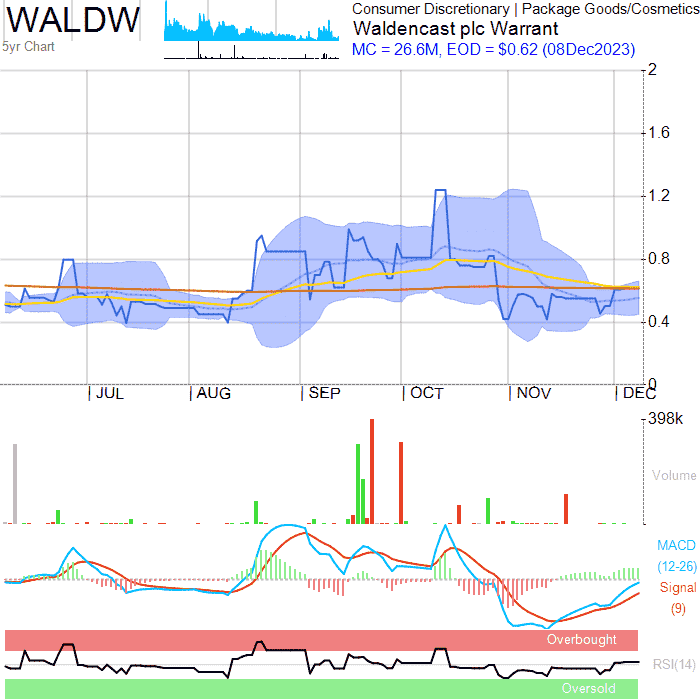 WALDW
5yr Chart
Consumer Discretionary | Package Goods/Cosmetics
Waldencast plc Warrant
MC = 26.6M, EOD = $0.62 (08Dec2023)
2
1.6
1.2
0.8
0.4
0
JUL AUG SEP OCT NOV DEC
398k
Volume
MACD
(12-26)
Signal
(9)
Overbought
RSI(14)
Oversold